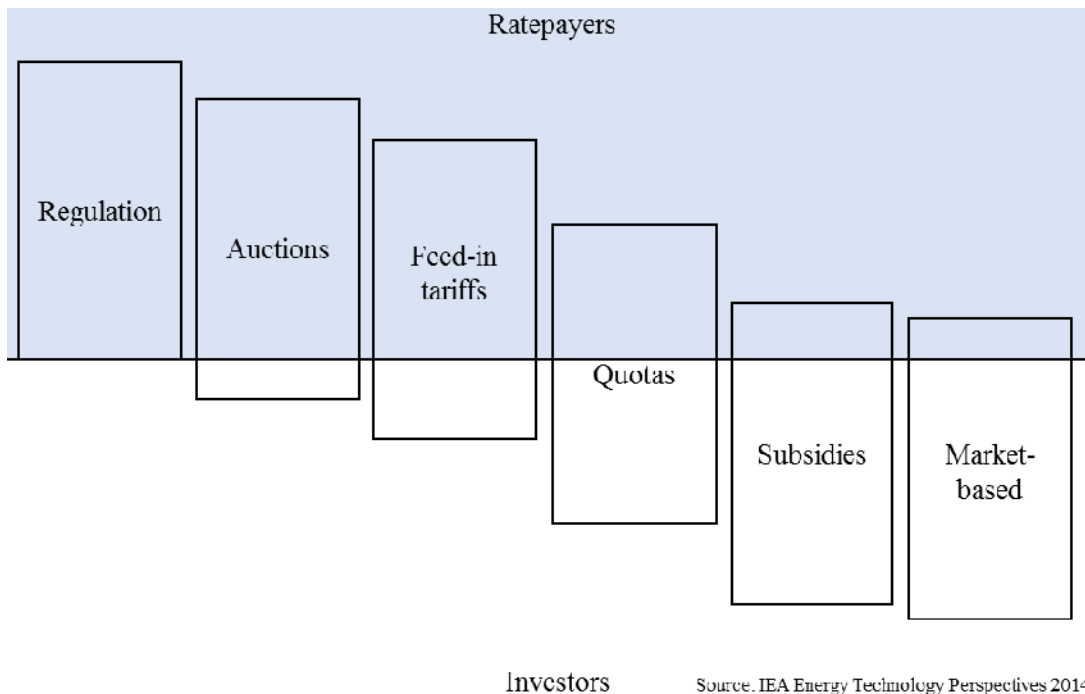 Ratepayers
Regulation
Auctions
Feed-in
tariffs
Quotas
Subsidies
Market-
based
Investors
Source. IEA Energy Technology Perspectives 2014